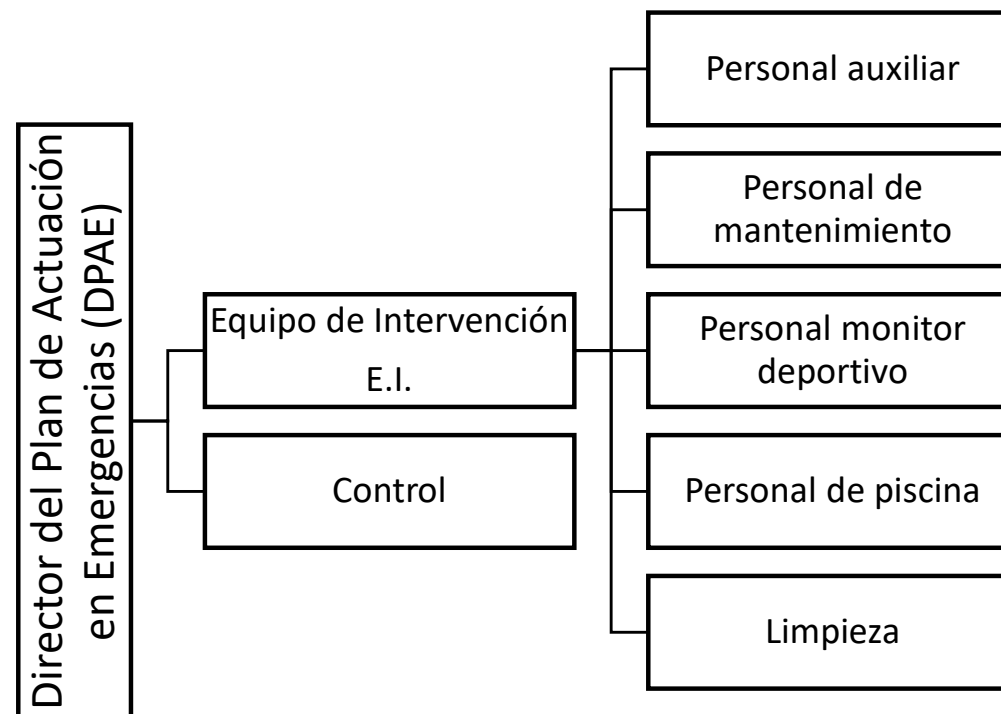 Director del Plan de Actuación
en Emergencias (DPAE)
Equipo de Intervención
E.I.
Control
Personal auxiliar
Personal de
mantenimiento
Personal monitor
deportivo
Personal de piscina
Limpieza